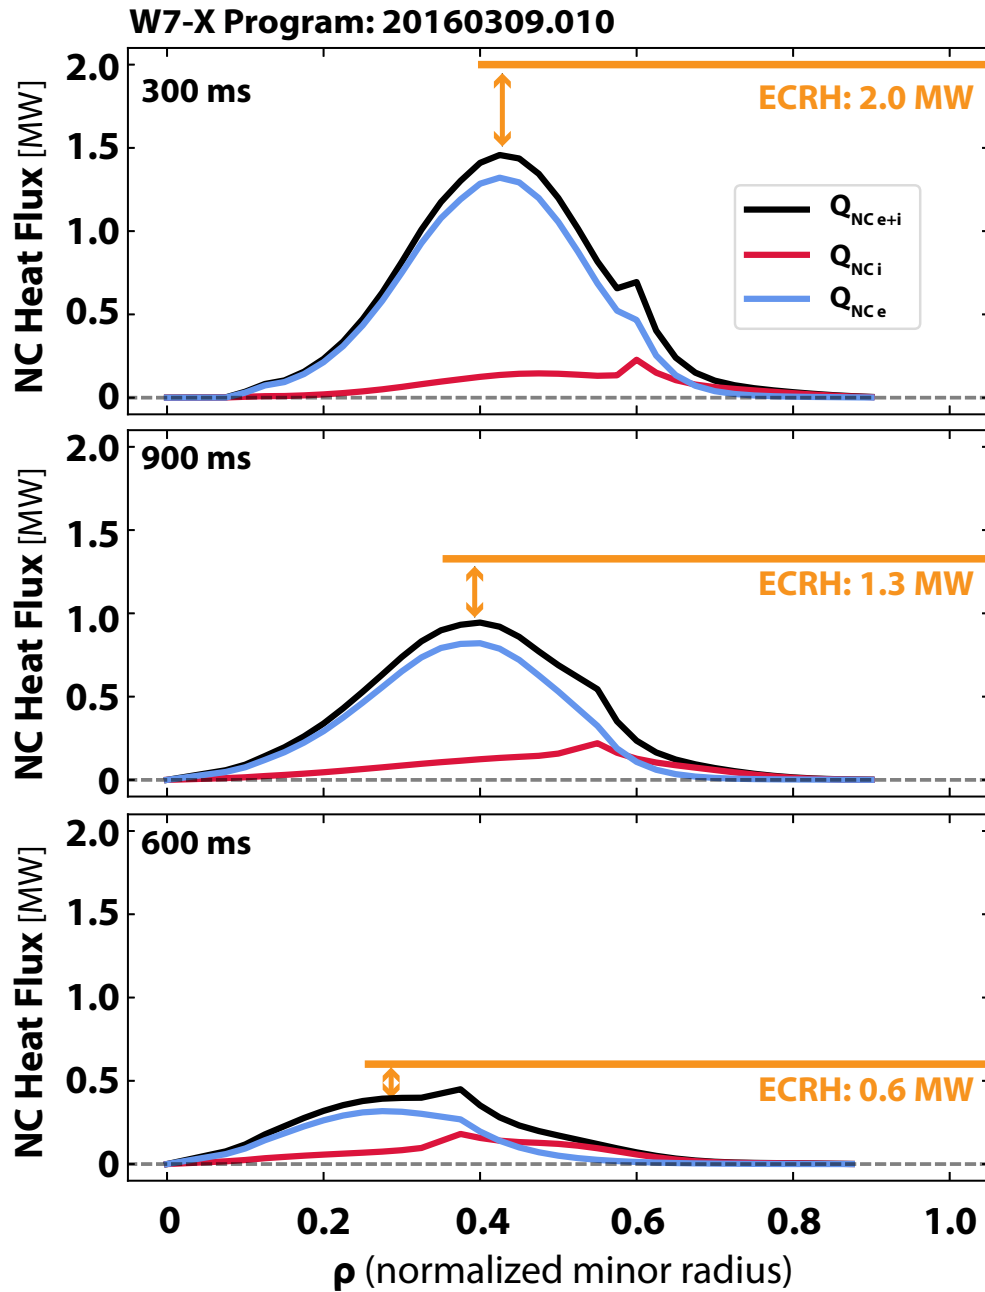 W7-X Program: 20160309.010
NC Heat Flux [MW]
2.0
1.5
1.0
0.5
0
300 ms
ECRH: 2.0 MW
Q NC e+i
Q NC i
Q NC e
NC Heat Flux [MW]
2.0
1.5
1.0
0.5
0
900 ms
ECRH: 1.3 MW
NC Heat Flux [MW]
2.0
1.5
1.0
0.5
0
600 ms
ECRH: 0.6 MW
0 0.2 0.4 0.6 0.8 1.0
ρ (normalized minor radius)